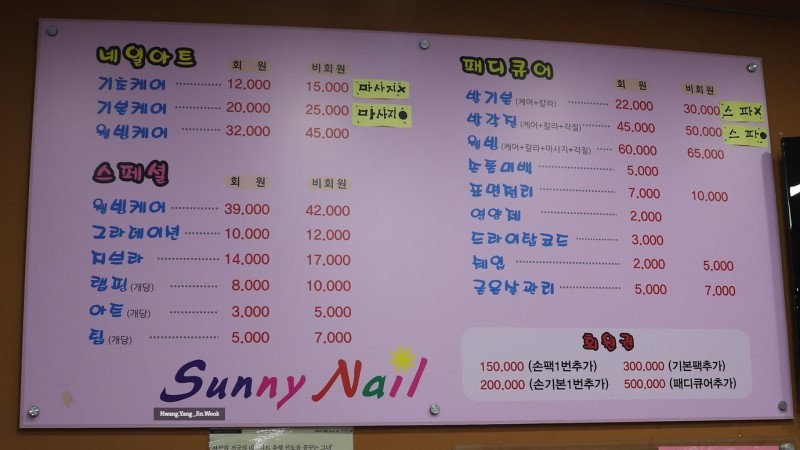 네일아트 회 원 비회원
기초케어 12,000 15,000 마사지X
기본케어 20,000 25,000 마사지●
웰빙케어 32,000 45,000
스페셜 회 원 비회원
웰빙케어 39,000 42,000
그라데이션 10,000 12,000
지브라 14,000 17,000
랩핀 (개당) 8,000 10,000
아트 (개당) 3,000 5,000
팁 (개당) 5,000 7,000
패디큐어 회 원 비회원
발기본 (케어+칼라) 22,000 30,000 스파X
발각질 (케어+칼라+각질) 45,000 50,000 스파●
웰빙 (케어+칼라+마사지+각질) 60,000 65,000
손톱미백 5,000
표면정리 7,000 10,000
영양제 2,000
드라이탑코드 3,000
쉐입 2,000 5,000
굳은살관리 5,000 7,000
회원권
150,000 (손팩1번추가) 300,000 (기본팩추가)
200,000 (손기본1번추가) 500,000 (패디큐어추가)
Sunny Nail
Hwang Yang_Jin.Wook